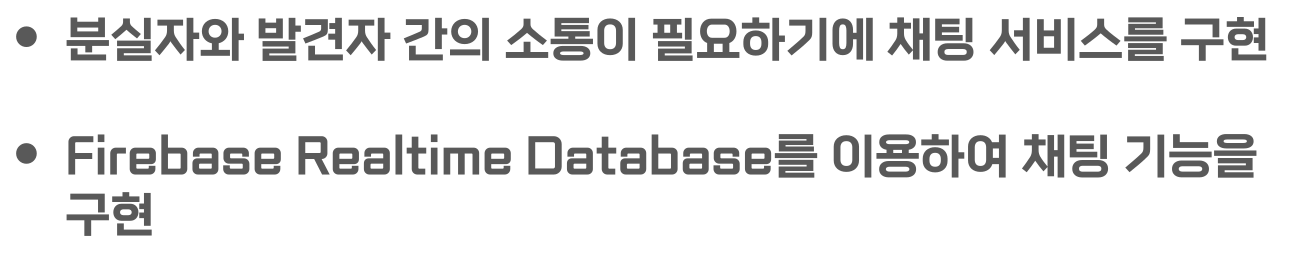 • 분실자와 발견자 간의 소통이 필요하기에 채팅 서비스를 구현
• Firebase Realtime Database를 이용하여 채팅 기능을
구현